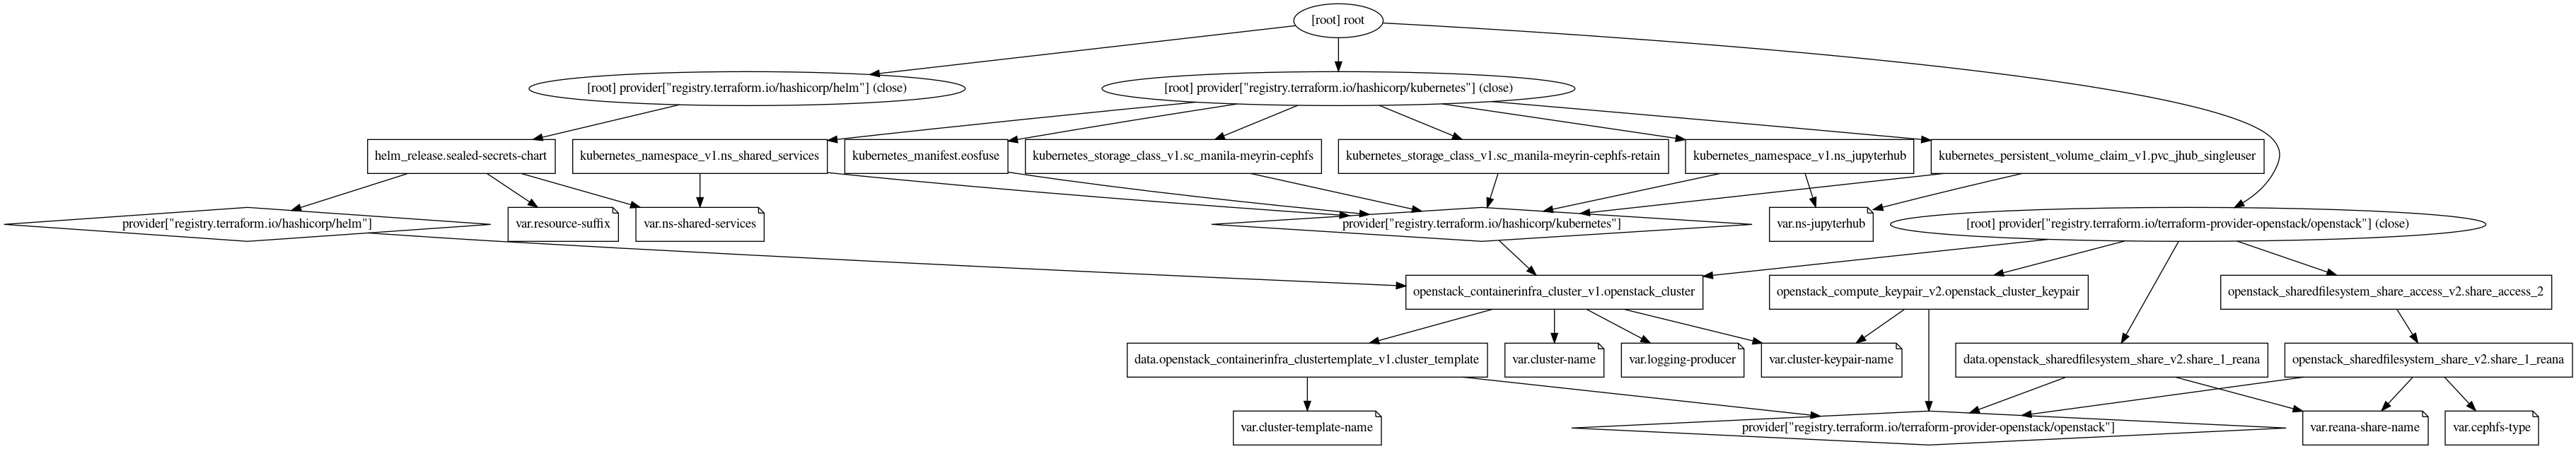 [root] root
[root] provider["registry.terraform.io/hashicorp/helm"] (close)
[root] provider["registry.terraform.io/hashicorp/kubernetes"] (close)
helm_release.sealed-secrets-chart
kubernetes_namespace_v1.ns_shared_services
kubernetes_manifest.eosfuse
kubernetes_storage_class_v1.sc_manila-meyrin-cephfs
kubernetes_storage_class_v1.sc_manila-meyrin-cephfs-retain
kubernetes_namespace_v1.ns_jupyterhub
kubernetes_persistent_volume_claim_v1.pvc_jhub_singleuser
provider["registry.terraform.io/hashicorp/helm"]
var.resource-suffix
var.ns-shared-services
provider["registry.terraform.io/hashicorp/kubernetes"]
var.ns-jupyterhub
[root] provider["registry.terraform.io/terraform-provider-openstack/openstack"] (close)
openstack_containerinfra_cluster_v1.openstack_cluster
openstack_compute_keypair_v2.openstack_cluster_keypair
openstack_sharedfilesystem_share_access_v2.share_access_2
data.openstack_containerinfra_clustertemplate_v1.cluster_template
var.cluster-name
var.logging-producer
var.cluster-keypair-name
data.openstack_sharedfilesystem_share_v2.share_1_reana
openstack_sharedfilesystem_share_v2.share_1_reana
var.cluster-template-name
provider["registry.terraform.io/terraform-provider-openstack/openstack"]
var.reana-share-name
var.cephfs-type